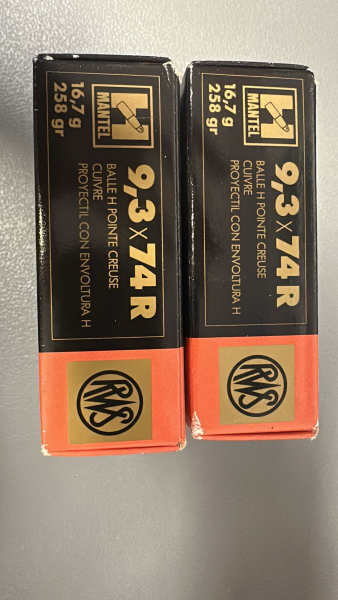 H
MANTEL
16,7 g
258 gr
9,3 x 74 R
BALLE H POINTE CREUSE
CUIVRE
PROYECTIL CON ENVOLTURA H
RWS
H
MANTEL
16,7 g
258 gr
9,3 x 74 R
BALLE H POINTE CREUSE
CUIVRE
PROYECTIL CON ENVOLTURA H
RWS